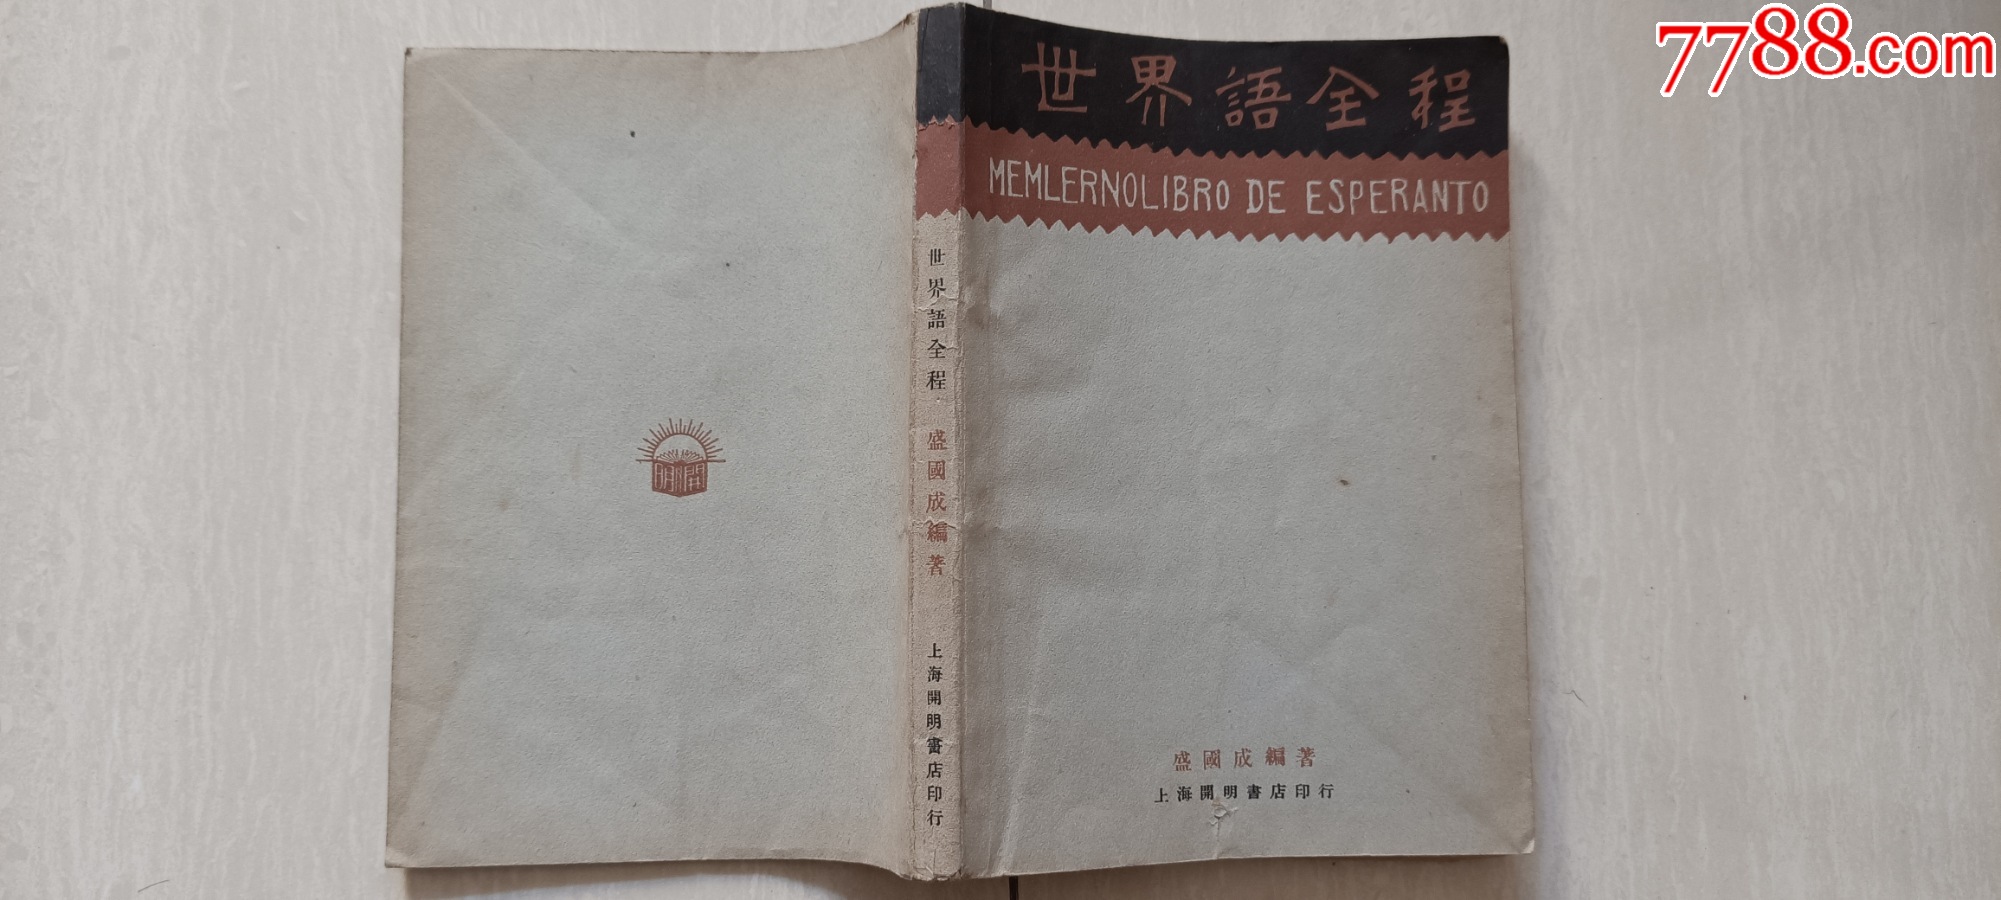 7788.com
世界語全程
MEMLERNOLIBRO DE ESPERANTO
盛國成編著
上海開明書店印行
世界語全程
盛國成編著
上海開明書店印行
開明